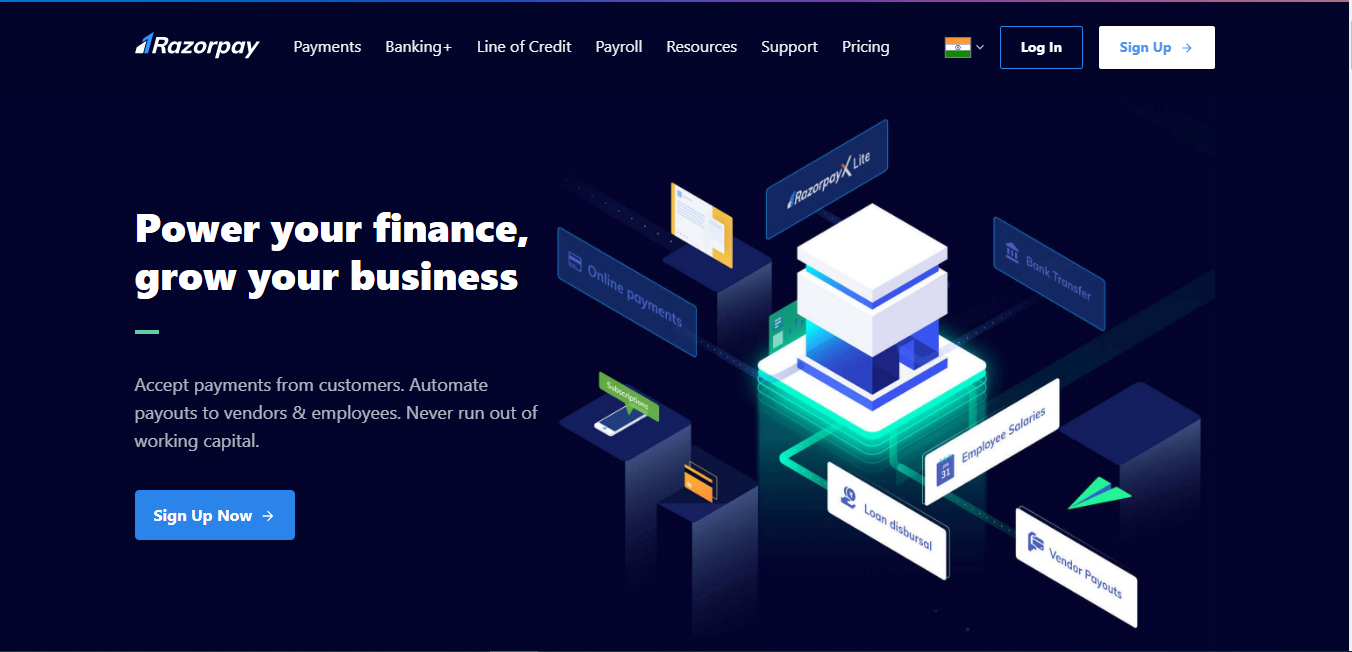 Razorpay
Payments
Banking+
Line of Credit
Payroll
Resources
Support
Pricing
Log In
Sign Up →
Power your finance,
grow your business
Accept payments from customers. Automate
payouts to vendors & employees. Never run out of
working capital.
Sign Up Now →
RazorpayX Lite
Online payments
Bank Transfer
Subscriptions
Employee Salaries
31
Loan disbursal
Vendor Payouts